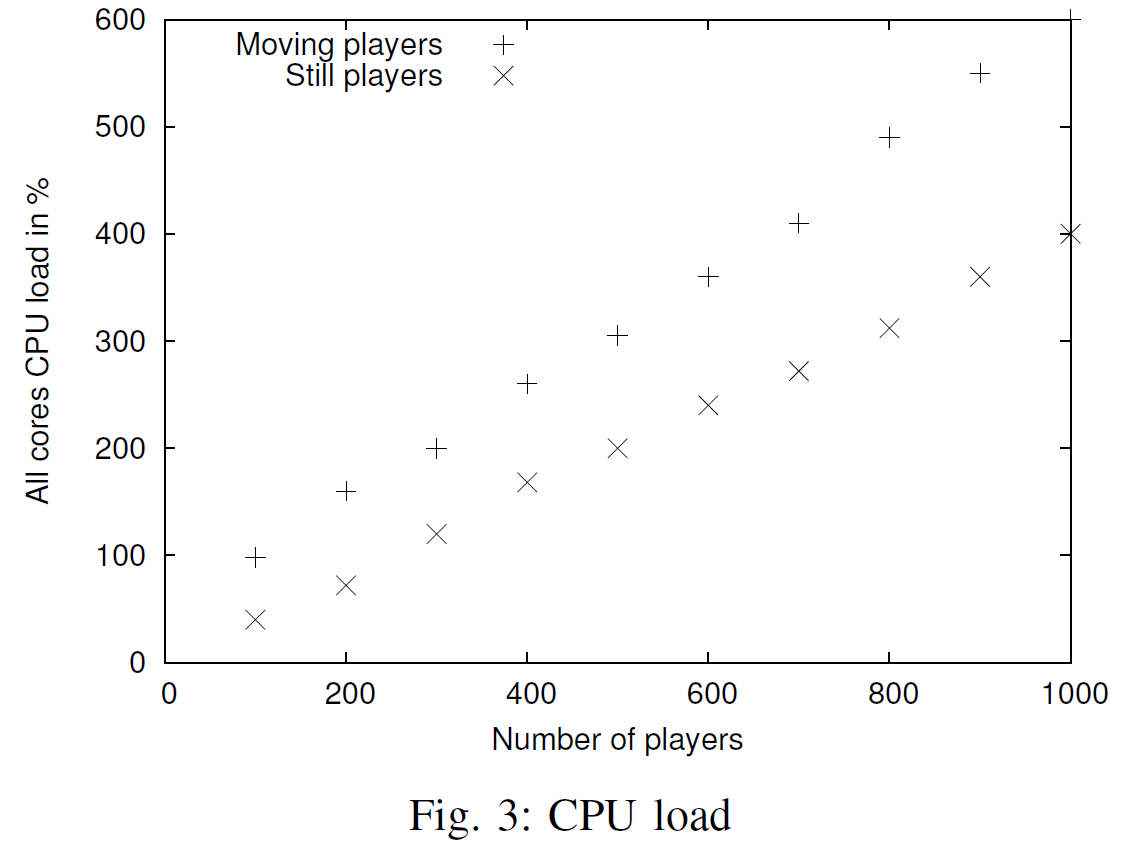 600
500
400
300
200
100
0
All cores CPU load in %
Moving players
Still players
0 200 400 600 800 1000
Number of players
Fig. 3: CPU load